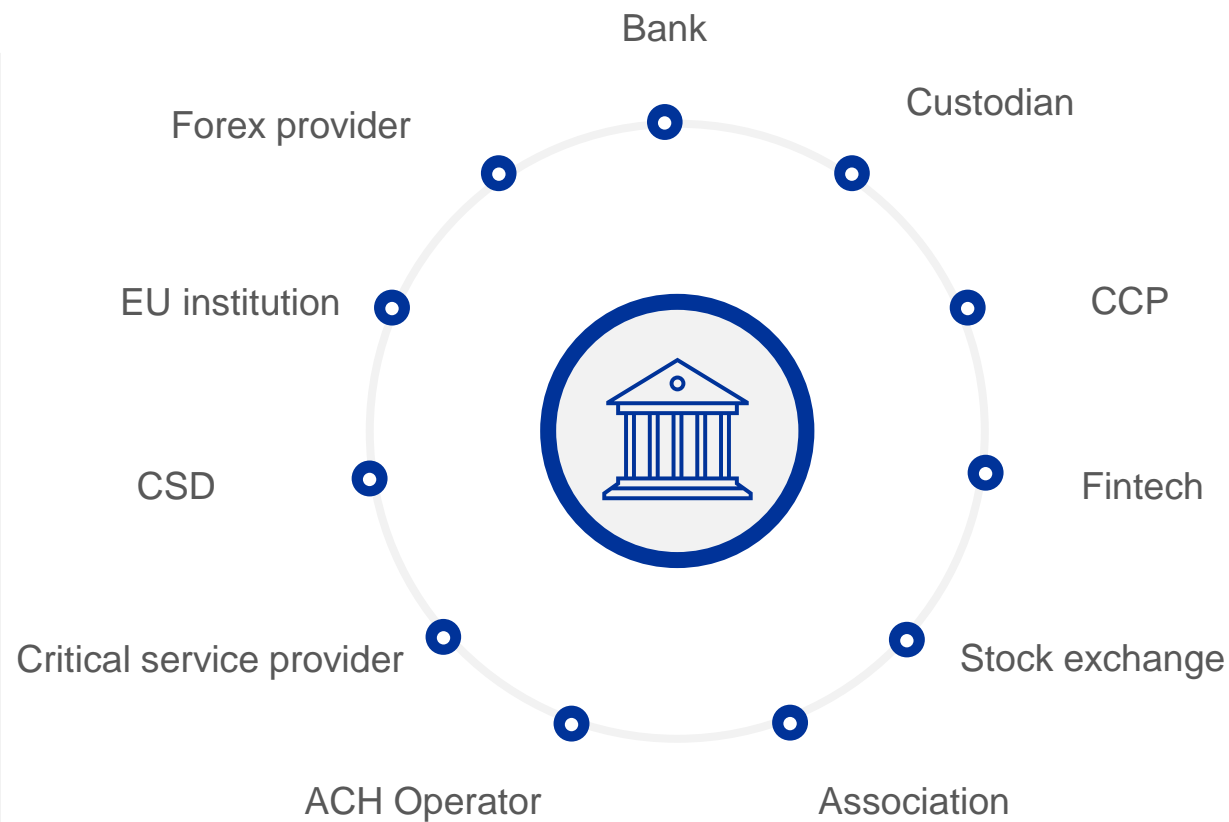 Bank
Custodian
Forex provider
EU institution
CCP
CSD
Fintech
Critical service provider
Stock exchange
ACH Operator
Association